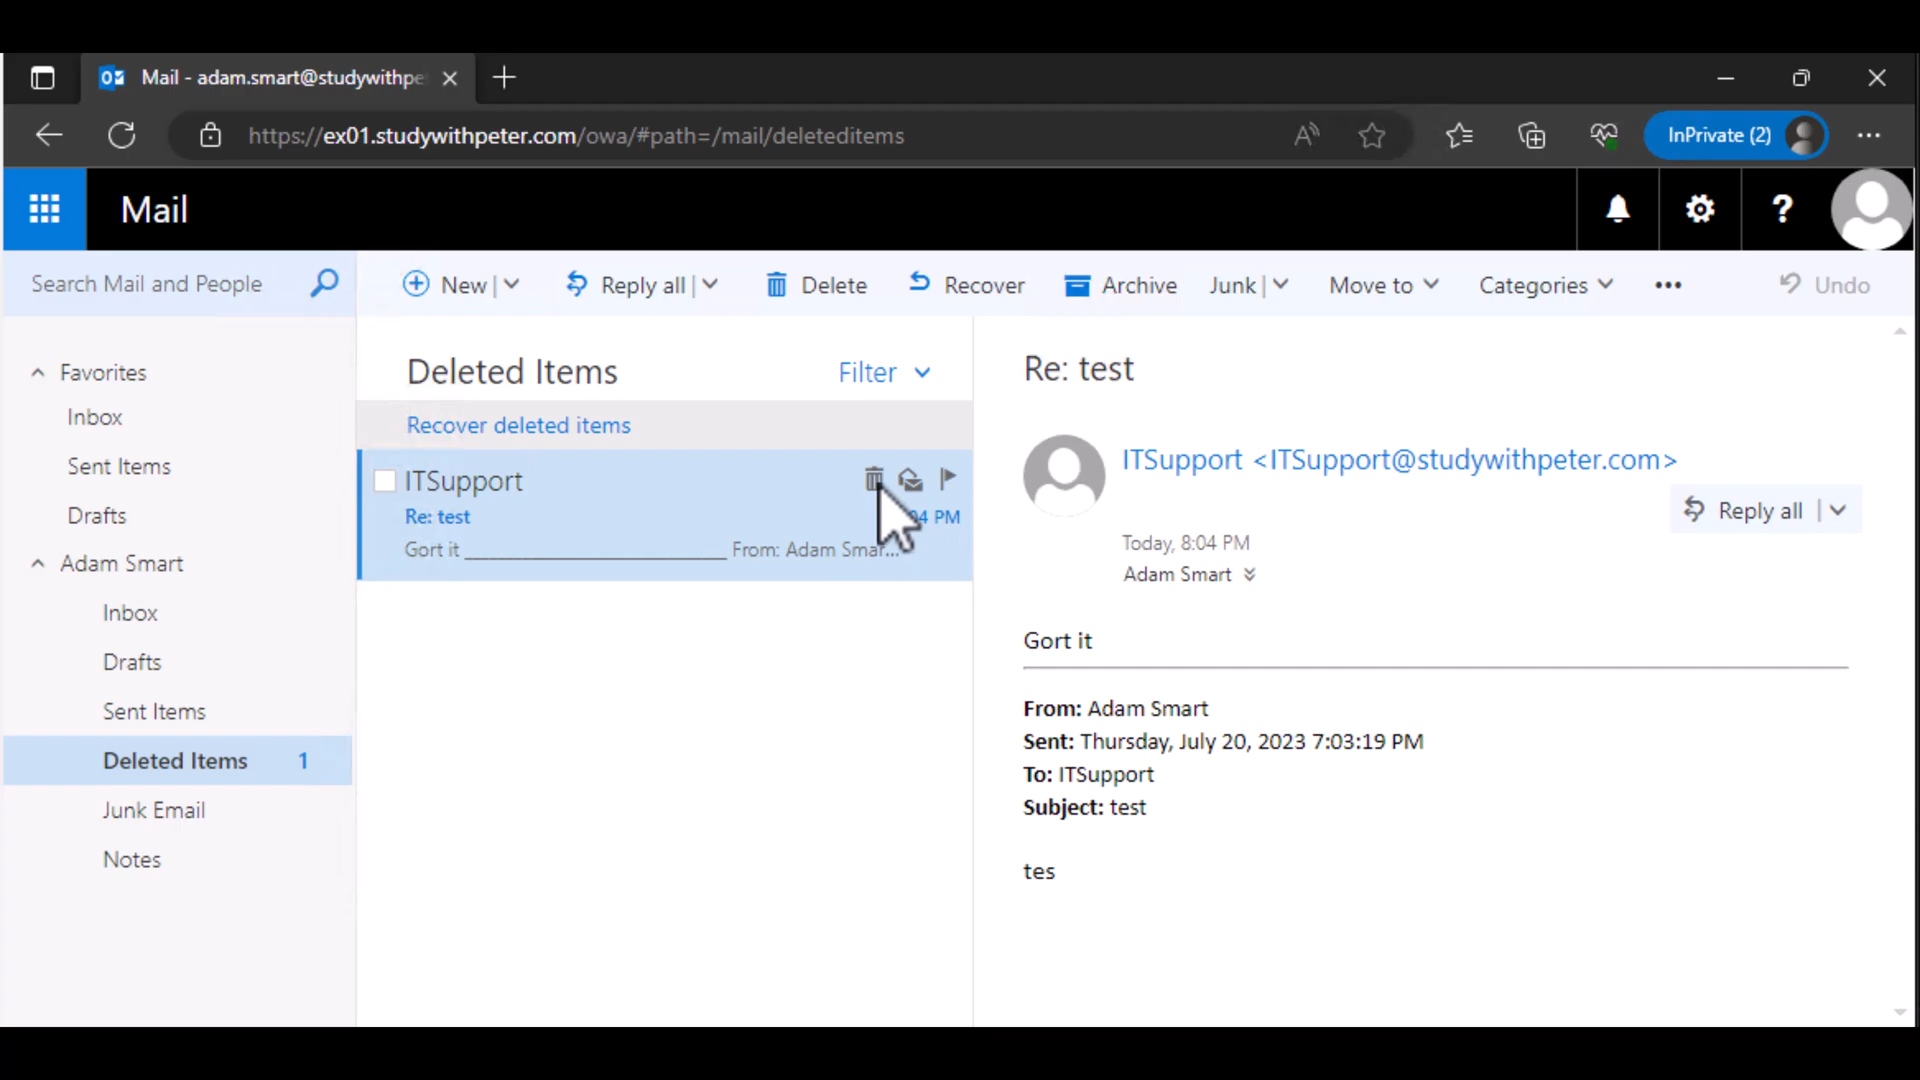 Mail - adam.smart@studywithpe
https://ex01.studywithpeter.com/owa/#path=/mail/deleteditems
InPrivate (2)
Mail
Search Mail and People
New
Reply all
Delete
Recover
Archive
Junk
Move to
Categories
Undo
Favorites
Inbox
Sent Items
Drafts
Adam Smart
Inbox
Drafts
Sent Items
Deleted Items 1
Junk Email
Notes
Deleted Items
Filter
Recover deleted items
ITSupport
Re: test
04 PM
Gort it ________________________ From: Adam Smar...
Re: test
ITSupport <ITSupport@studywithpeter.com>
Reply all
Today, 8:04 PM
Adam Smart
Gort it
From: Adam Smart
Sent: Thursday, July 20, 2023 7:03:19 PM
To: ITSupport
Subject: test
tes